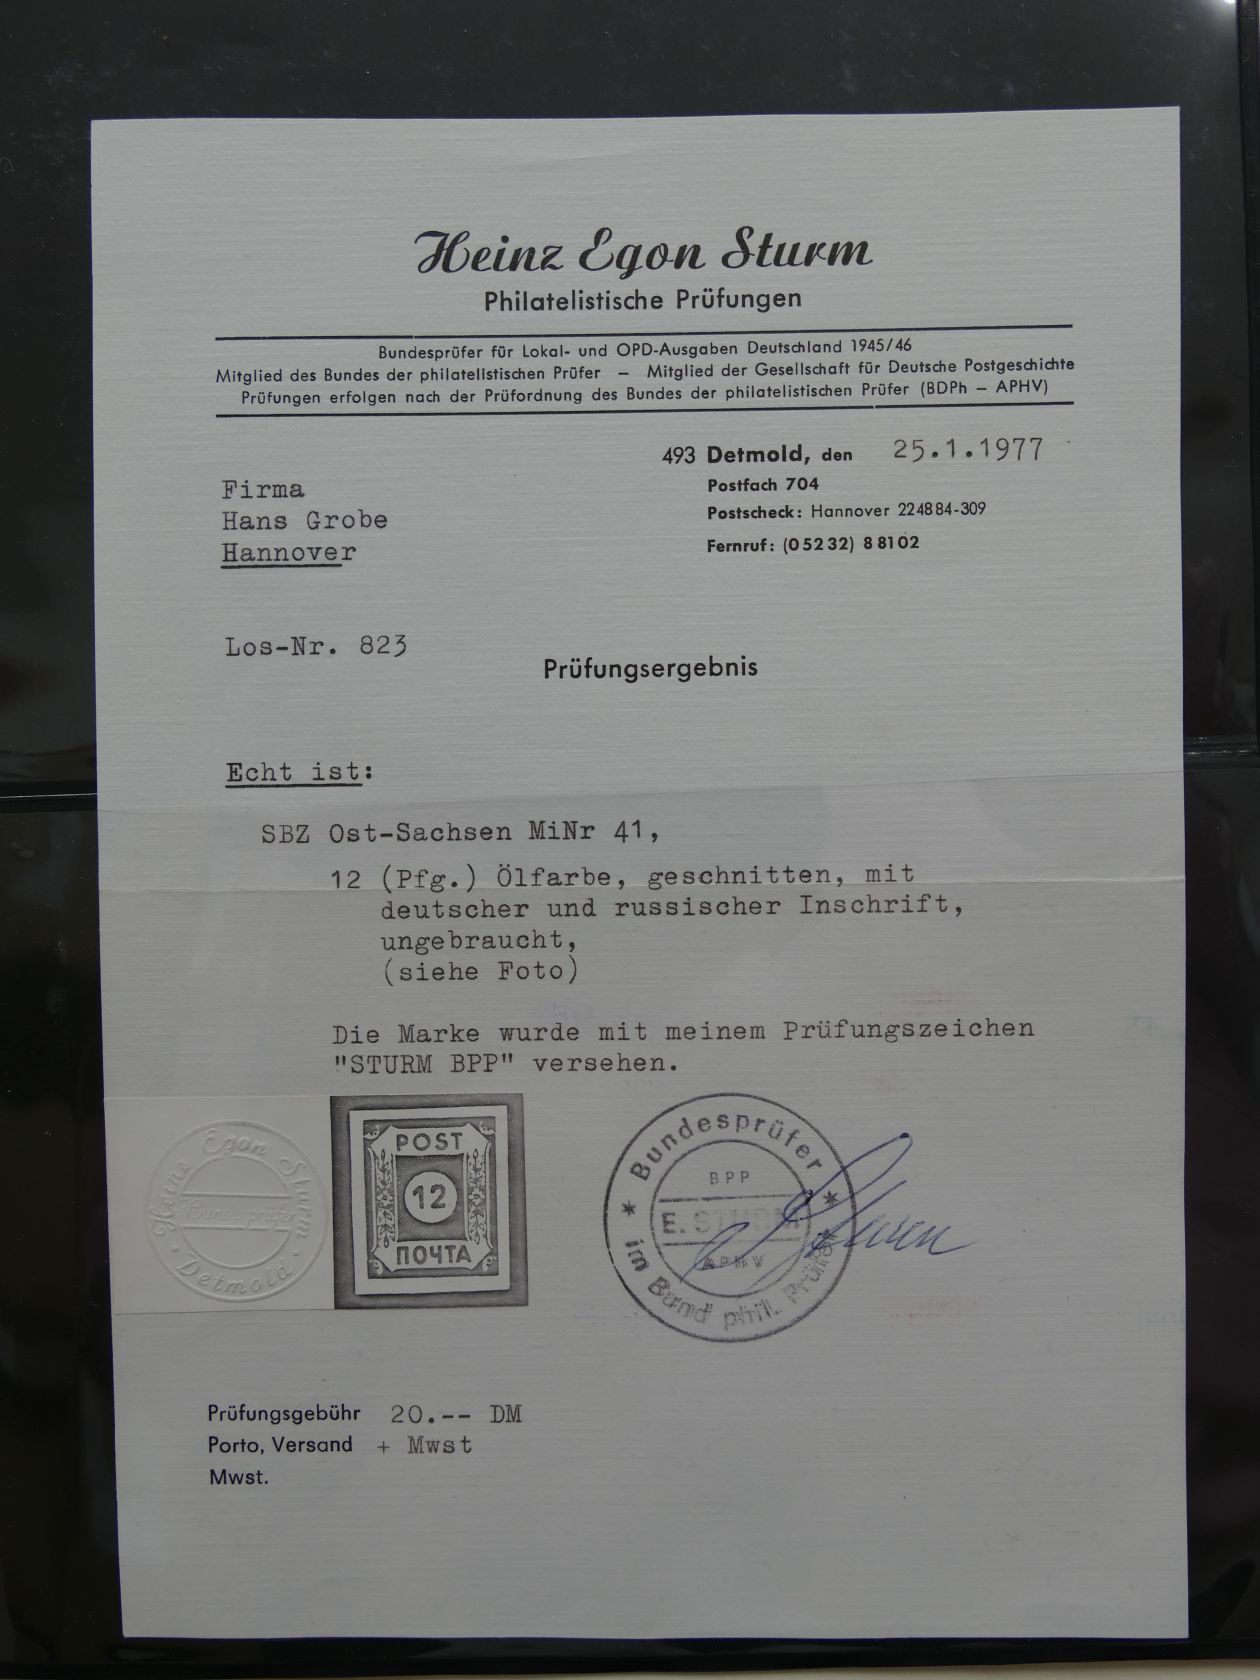 Heinz Egon Sturm
Philatelistische Prüfungen
Bundesprüfer für Lokal- und OPD-Ausgaben Deutschland 1945/46
Mitglied des Bundes der philatelistischen Prüfer – Mitglied der Gesellschaft für Deutsche Postgeschichte
Prüfungen erfolgen nach der Prüfordnung des Bundes der philatelistischen Prüfer (BDPh – APHV)
493 Detmold, den 25.1.1977
Postfach 704
Postscheck: Hannover 224884-309
Fernruf: (05232) 88102
Firma
Hans Grobe
Hannover
Los-Nr. 823
Prüfungsergebnis
Echt ist:
SBZ Ost-Sachsen MiNr 41,
12 (Pfg.) Ölfarbe, geschnitten, mit
deutscher und russischer Inschrift,
ungebraucht,
(siehe Foto)
Die Marke wurde mit meinem Prüfungszeichen
"STURM BPP" versehen.
Heinz Egon Sturm
Bundesprüfer
· Detmold ·
POST
12
ПОЧТА
* Bundesprüfer *
BPP
E. STURM
APHV
im Bund phil. Prüfer
Sturm
Prüfungsgebühr 20.-- DM
Porto, Versand + Mwst
Mwst.